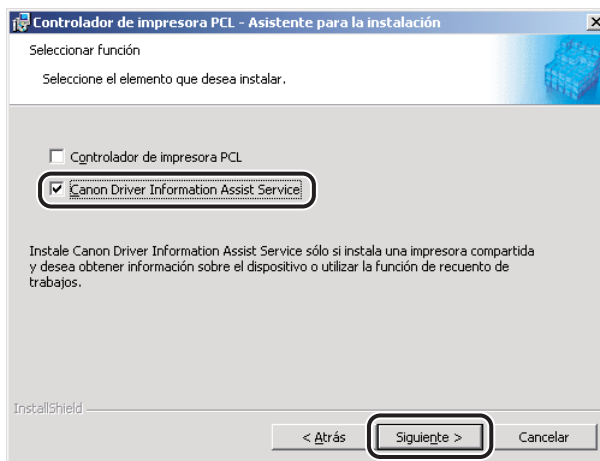 Controlador de impresora PCL - Asistente para la instalación
Seleccionar función
Seleccione el elemento que desea instalar.
Controlador de impresora PCL
Canon Driver Information Assist Service
Instale Canon Driver Information Assist Service sólo si instala una impresora compartida
y desea obtener información sobre el dispositivo o utilizar la función de recuento de
trabajos.
InstallShield
< Atrás Siguiente > Cancelar